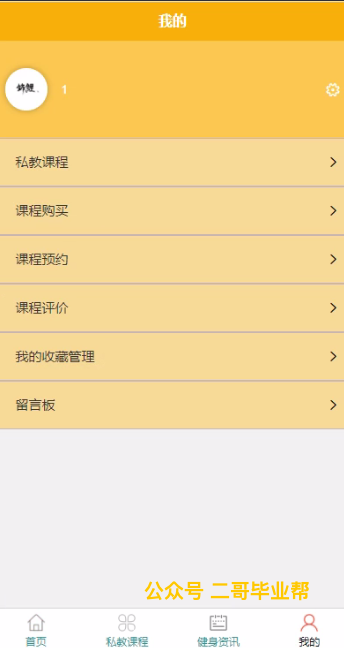 我的
1
私教课程
课程购买
课程预约
课程评价
我的收藏管理
留言板
公众号 二哥毕业帮
首页
私教课程
健身资讯
我的